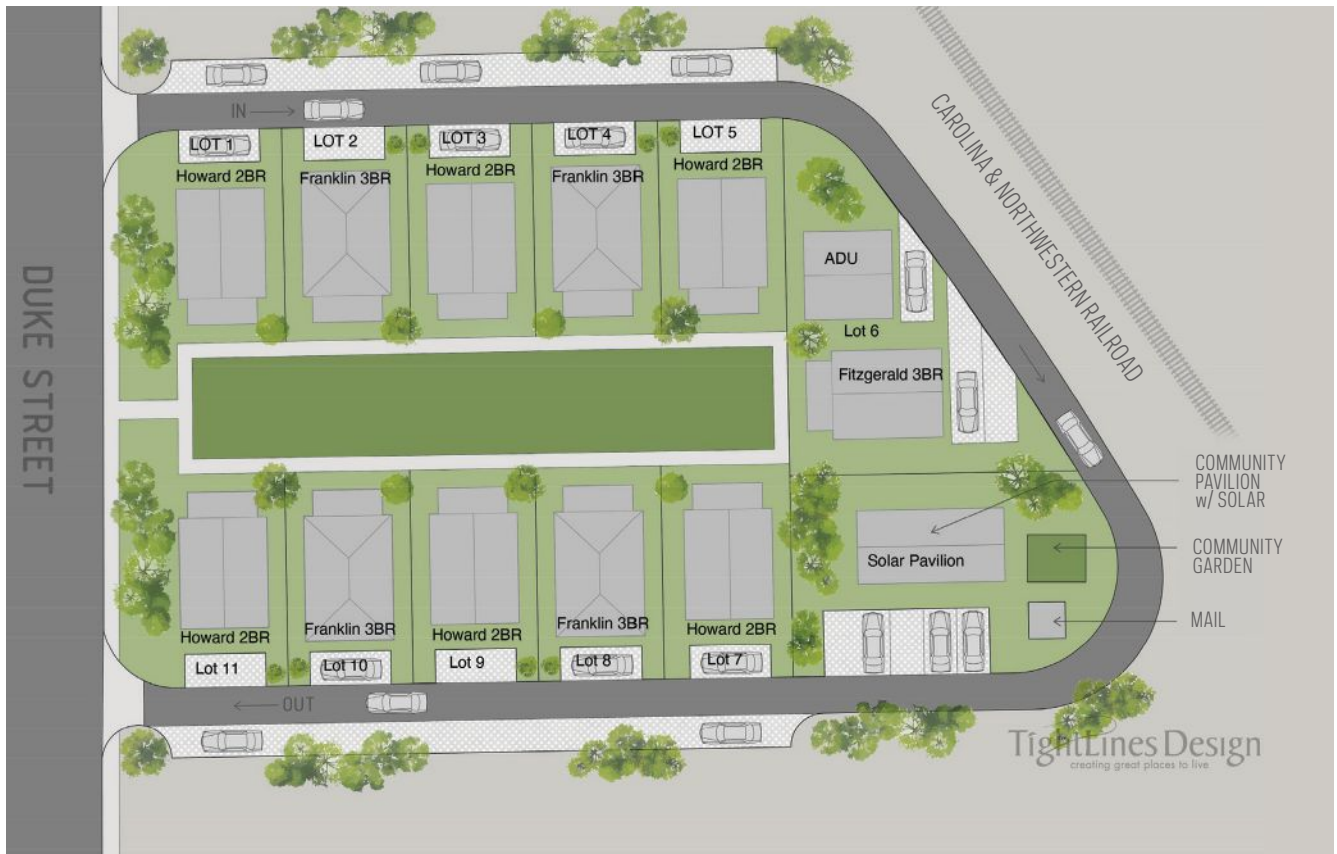 DUKE STREET
IN
CAROLINA & NORTHWESTERN RAILROAD
LOT 1
LOT 2
LOT 3
LOT 4
LOT 5
Howard 2BR
Franklin 3BR
Howard 2BR
Franklin 3BR
Howard 2BR
ADU
Lot 6
Fitzgerald 3BR
COMMUNITY
PAVILION
w/ SOLAR
COMMUNITY
GARDEN
MAIL
Solar Pavilion
Howard 2BR
Franklin 3BR
Howard 2BR
Franklin 3BR
Howard 2BR
Lot 11
Lot 10
Lot 9
Lot 8
Lot 7
OUT
TightLines Design
creating great places to live